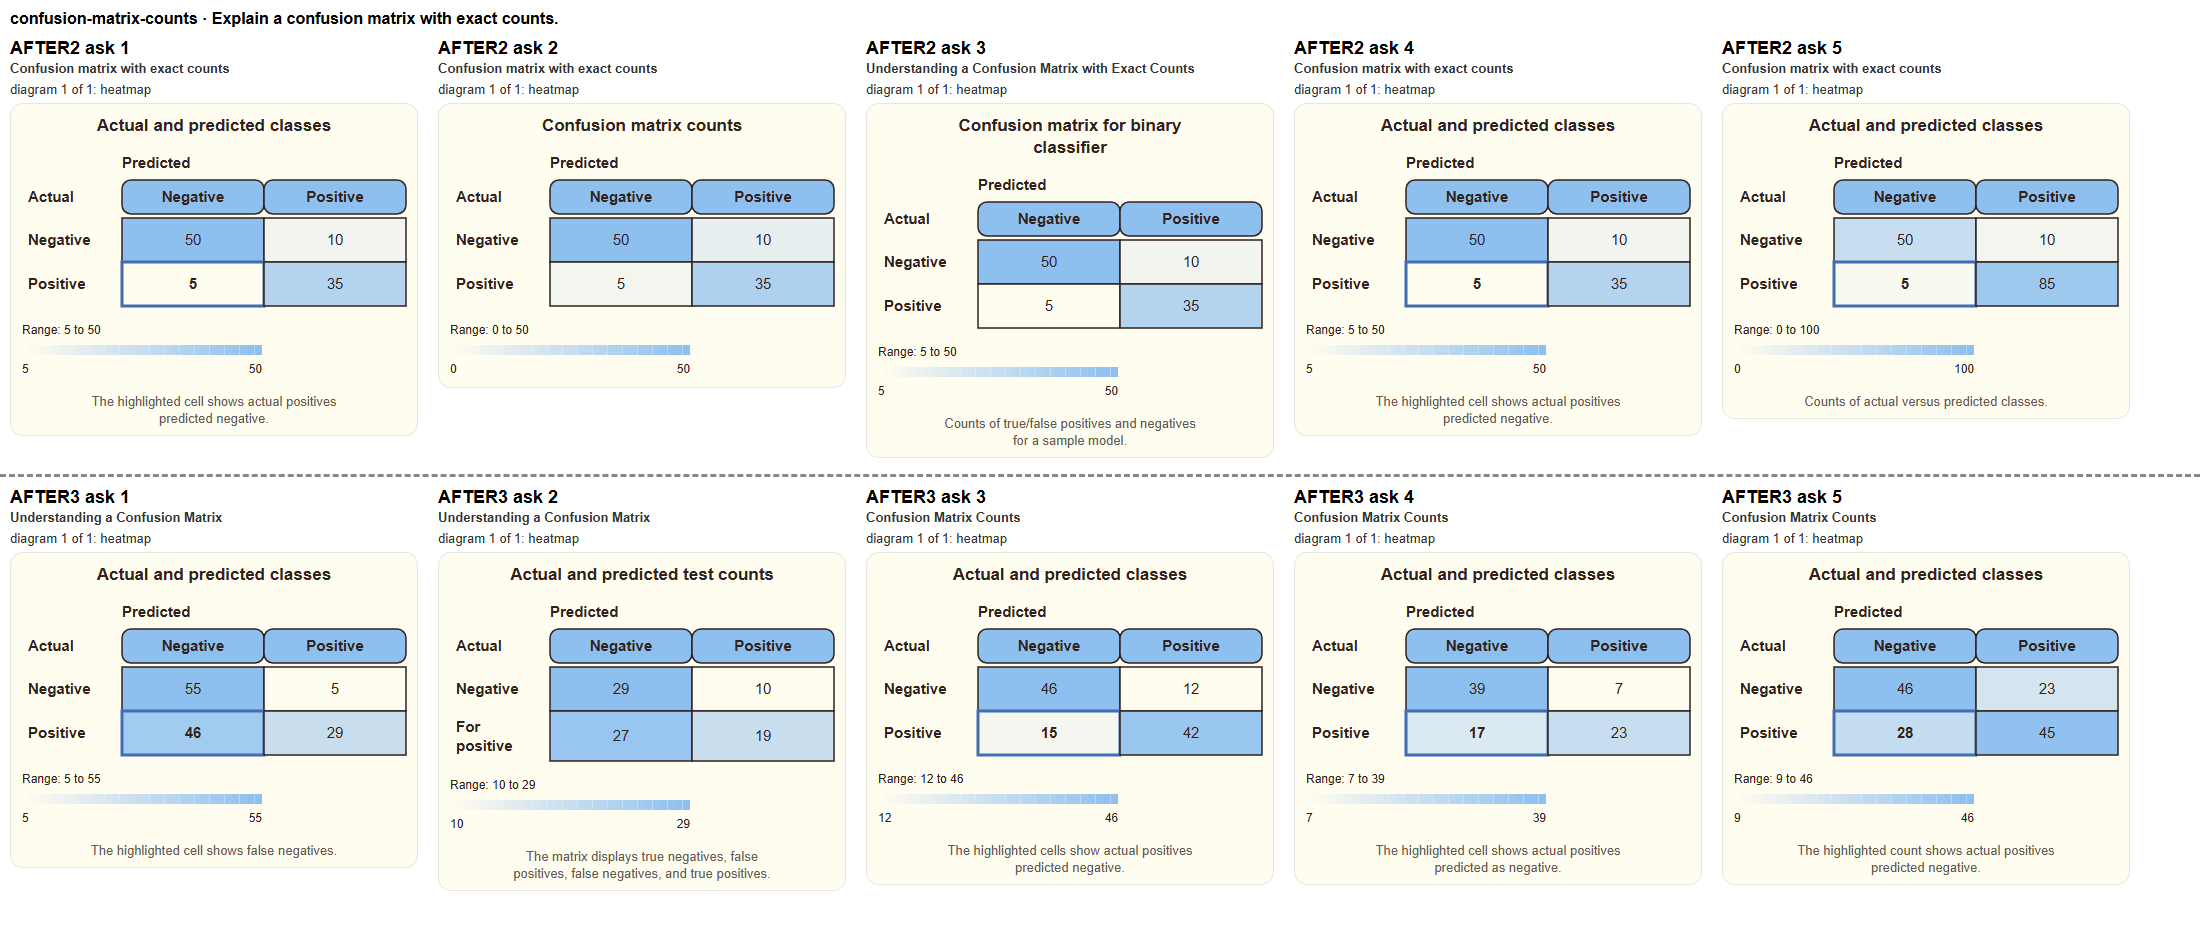 confusion-matrix-counts · Explain a confusion matrix with exact counts.
AFTER2 ask 1
Confusion matrix with exact counts
diagram 1 of 1: heatmap
Actual and predicted classes
Predicted
Actual Negative Positive
Negative 50 10
Positive 5 35
Range: 5 to 50
5 50
The highlighted cell shows actual positives
predicted negative.
AFTER2 ask 2
Confusion matrix with exact counts
diagram 1 of 1: heatmap
Confusion matrix counts
Predicted
Actual Negative Positive
Negative 50 10
Positive 5 35
Range: 0 to 50
0 50
AFTER2 ask 3
Understanding a Confusion Matrix with Exact Counts
diagram 1 of 1: heatmap
Confusion matrix for binary
classifier
Predicted
Actual Negative Positive
Negative 50 10
Positive 5 35
Range: 5 to 50
5 50
Counts of true/false positives and negatives
for a sample model.
AFTER2 ask 4
Confusion matrix with exact counts
diagram 1 of 1: heatmap
Actual and predicted classes
Predicted
Actual Negative Positive
Negative 50 10
Positive 5 35
Range: 5 to 50
5 50
The highlighted cell shows actual positives
predicted negative.
AFTER2 ask 5
Confusion matrix with exact counts
diagram 1 of 1: heatmap
Actual and predicted classes
Predicted
Actual Negative Positive
Negative 50 10
Positive 5 85
Range: 0 to 100
0 100
Counts of actual versus predicted classes.
AFTER3 ask 1
Understanding a Confusion Matrix
diagram 1 of 1: heatmap
Actual and predicted classes
Predicted
Actual Negative Positive
Negative 55 5
Positive 46 29
Range: 5 to 55
5 55
The highlighted cell shows false negatives.
AFTER3 ask 2
Understanding a Confusion Matrix
diagram 1 of 1: heatmap
Actual and predicted test counts
Predicted
Actual Negative Positive
Negative 29 10
For
positive 27 19
Range: 10 to 29
10 29
The matrix displays true negatives, false
positives, false negatives, and true positives.
AFTER3 ask 3
Confusion Matrix Counts
diagram 1 of 1: heatmap
Actual and predicted classes
Predicted
Actual Negative Positive
Negative 46 12
Positive 15 42
Range: 12 to 46
12 46
The highlighted cells show actual positives
predicted negative.
AFTER3 ask 4
Confusion Matrix Counts
diagram 1 of 1: heatmap
Actual and predicted classes
Predicted
Actual Negative Positive
Negative 39 7
Positive 17 23
Range: 7 to 39
7 39
The highlighted cell shows actual positives
predicted as negative.
AFTER3 ask 5
Confusion Matrix Counts
diagram 1 of 1: heatmap
Actual and predicted classes
Predicted
Actual Negative Positive
Negative 46 23
Positive 28 45
Range: 9 to 46
9 46
The highlighted count shows actual positives
predicted negative.